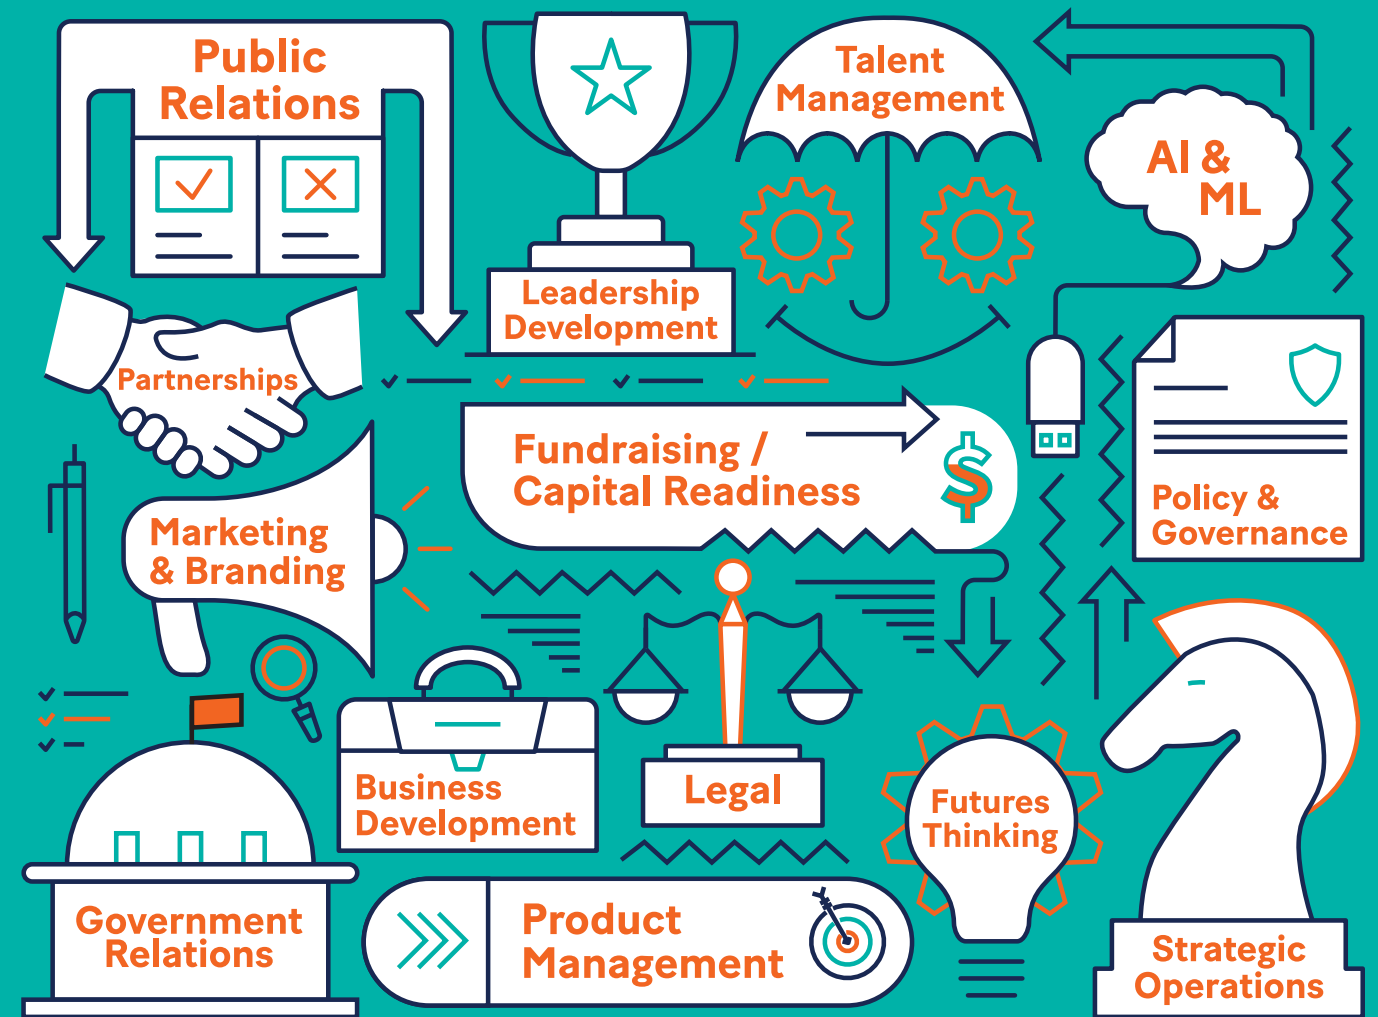 Public
Relations
Talent
Management
AI &
ML
Leadership
Development
Partnerships
Fundraising /
Capital Readiness
$
Policy &
Governance
Marketing
& Branding
Business
Development
Legal
Futures
Thinking
Government
Relations
Product
Management
Strategic
Operations